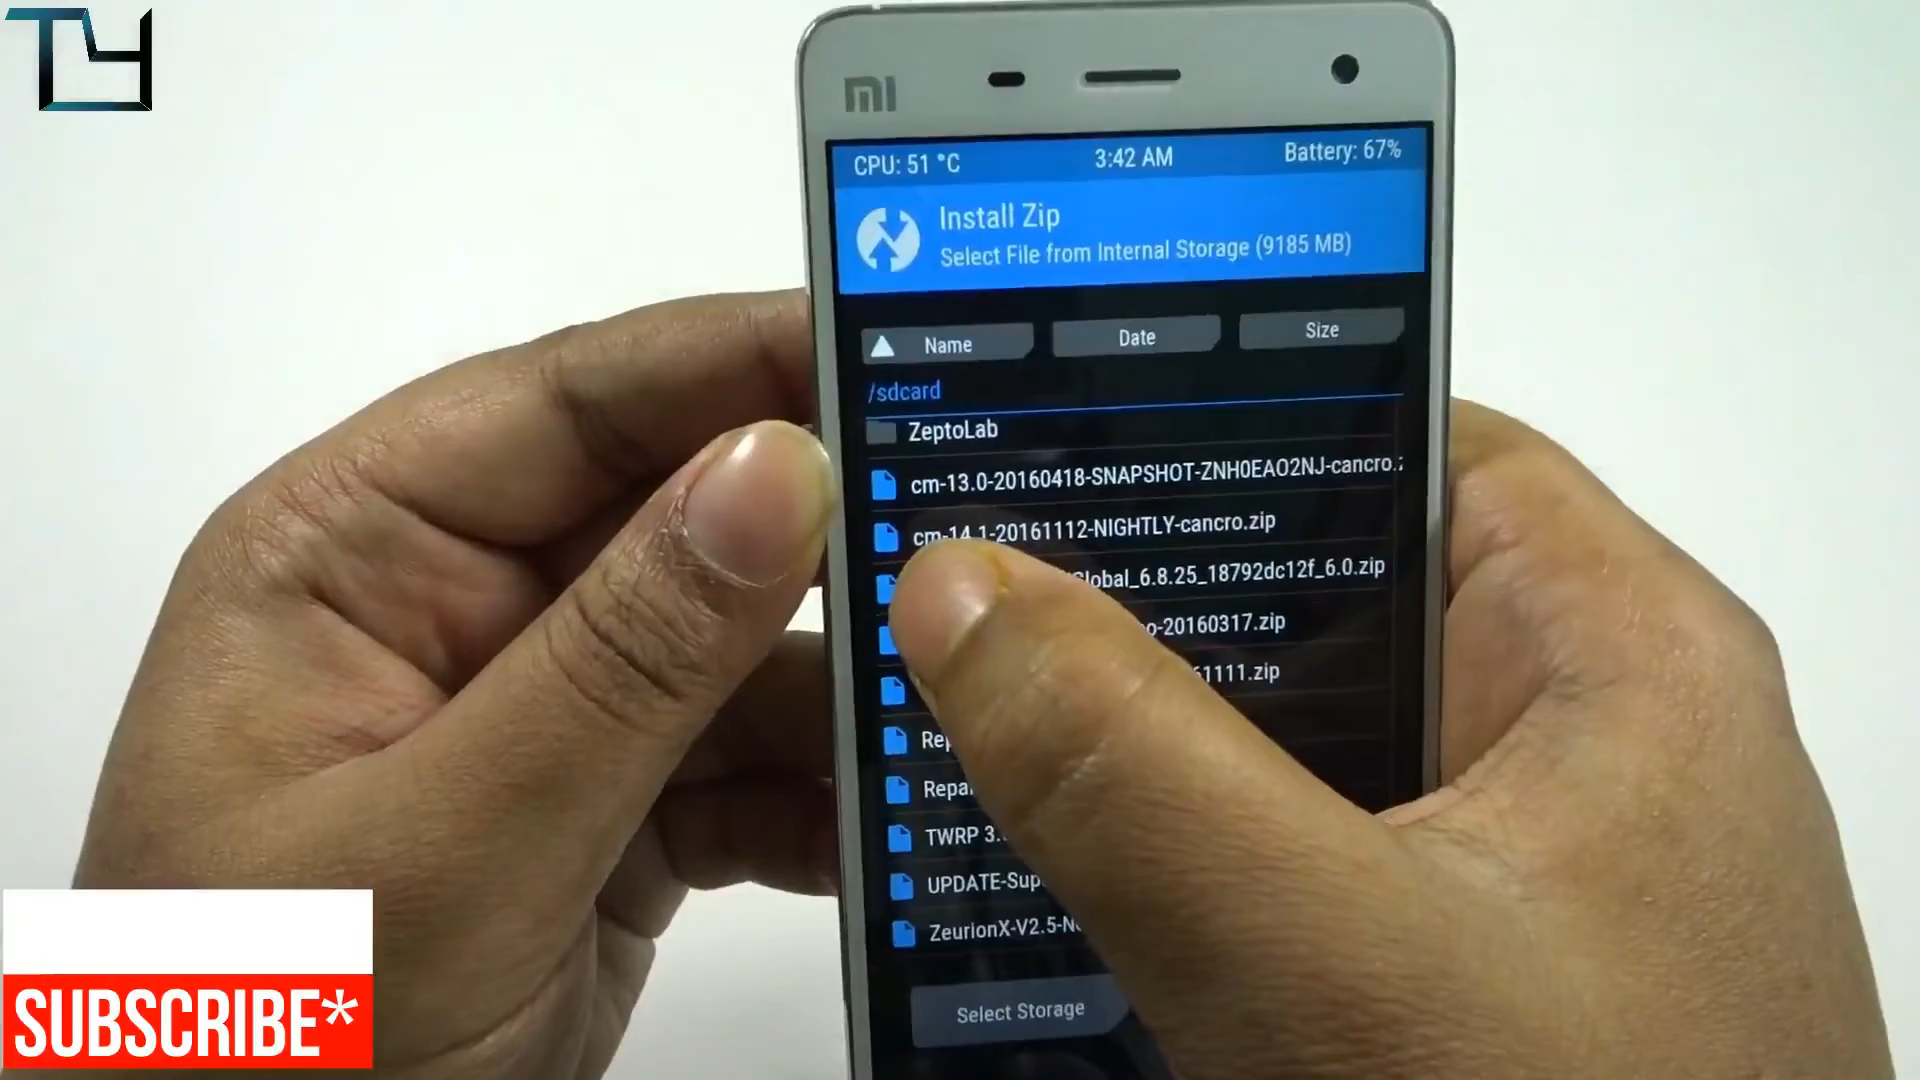 TY
mi
CPU: 51 °C 3:42 AM Battery: 67%
Install Zip
Select File from Internal Storage (9185 MB)
Name Date Size
/sdcard
ZeptoLab
cm-13.0-20160418-SNAPSHOT-ZNH0EAO2NJ-cancro.z
cm-14.1-20161112-NIGHTLY-cancro.zip
Global_6.8.25_18792dc12f_6.0.zip
o-20160317.zip
61111.zip
Rep
Repai
TWRP 3.
UPDATE-Sup
ZeurionX-V2.5-N
Select Storage
SUBSCRIBE*